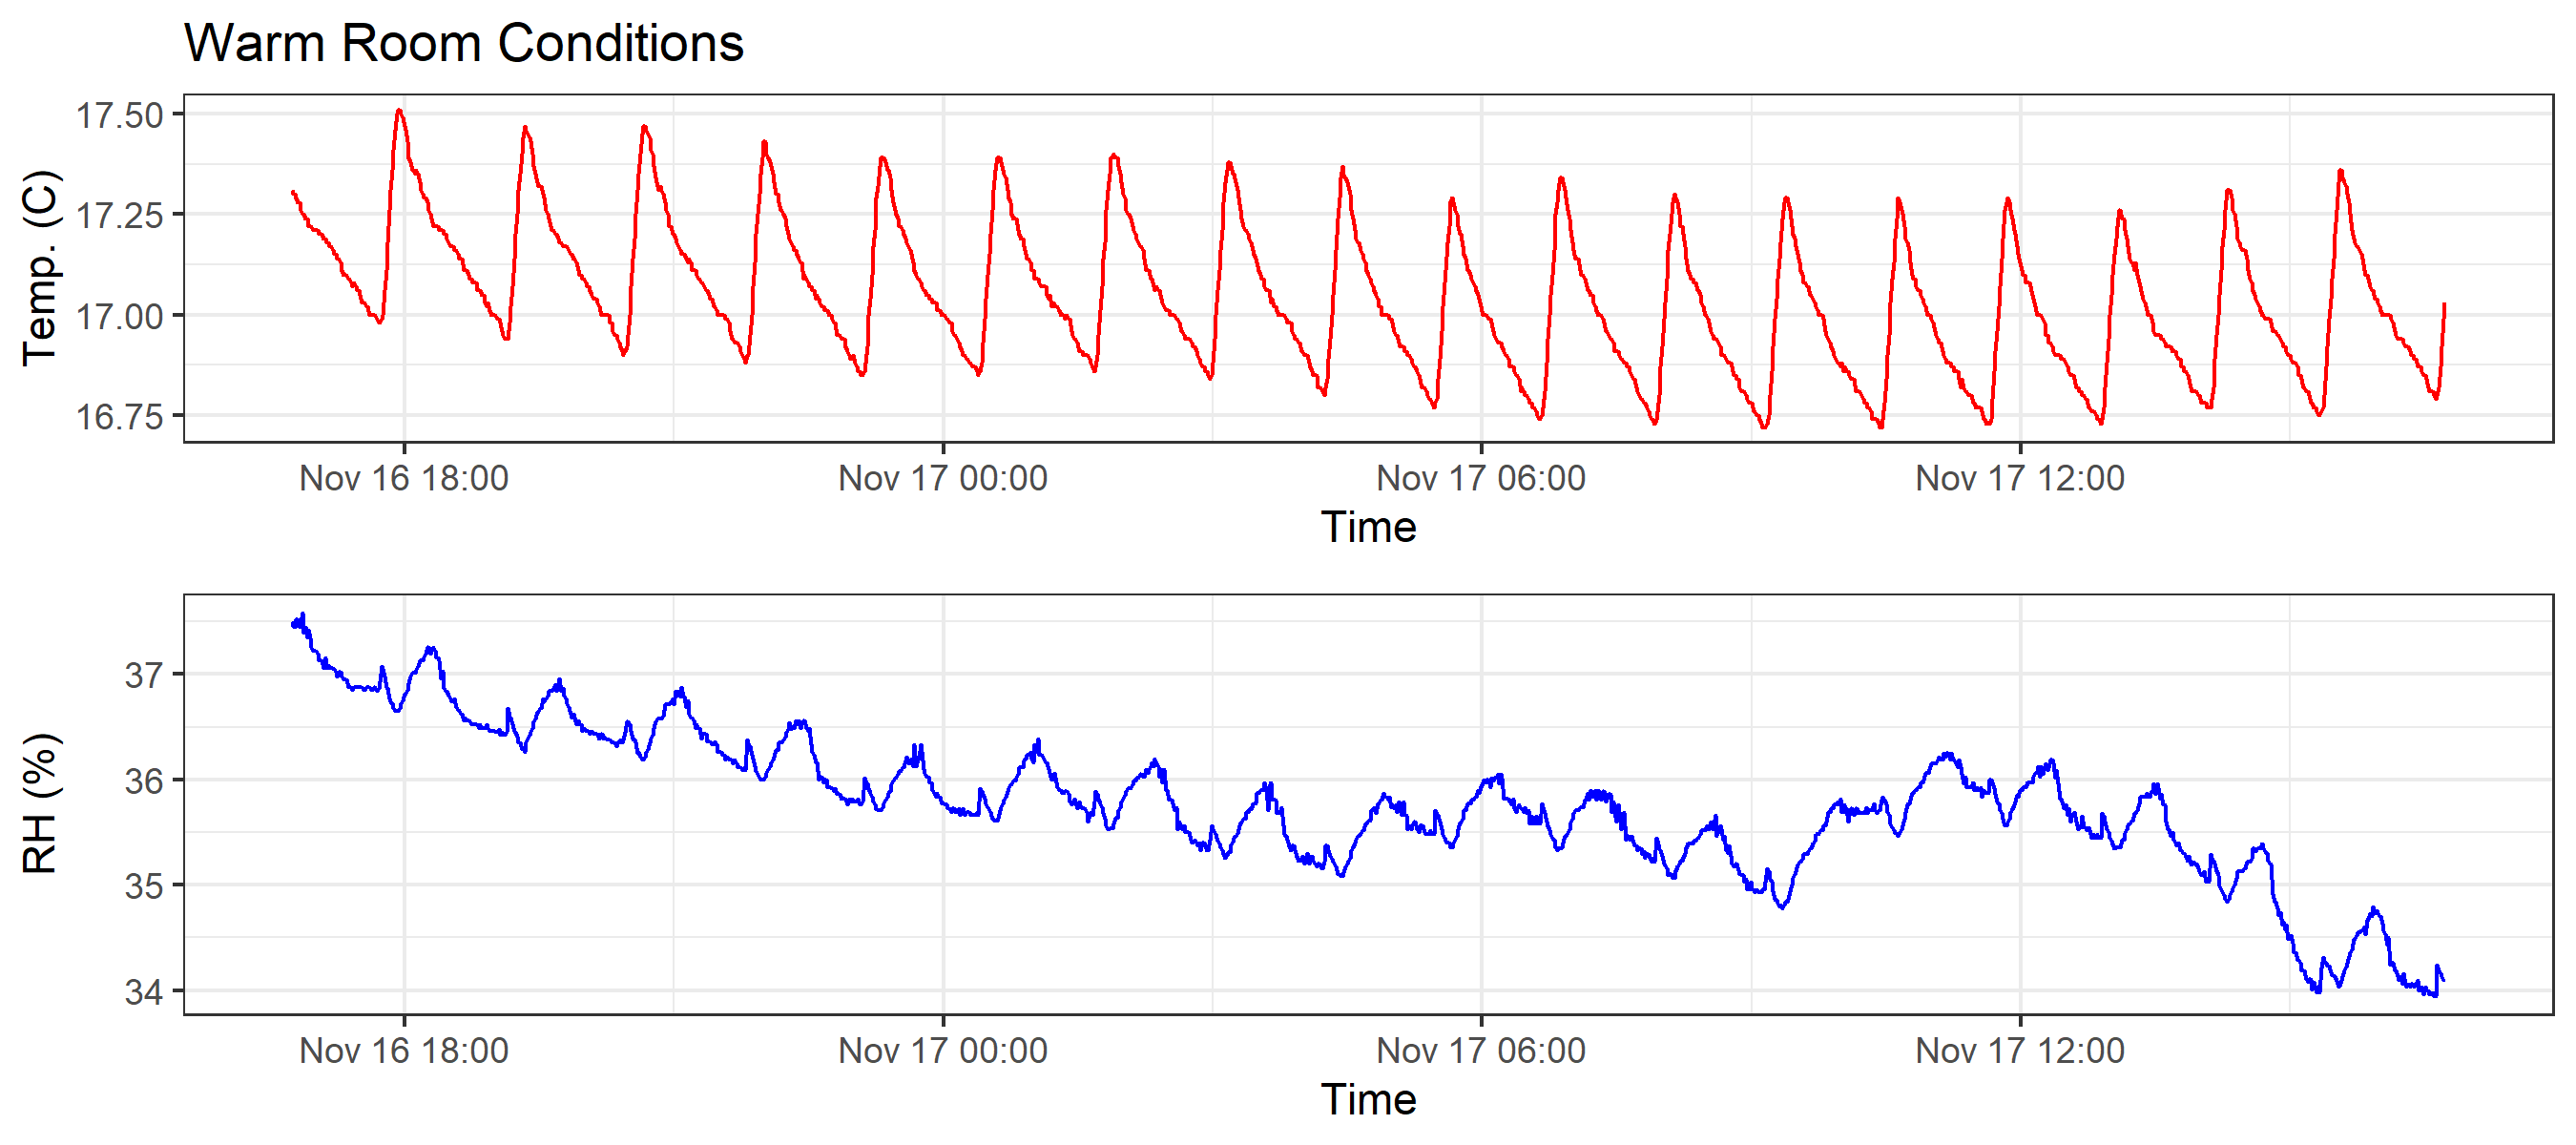 Warm Room Conditions
17.50
17.25
17.00
16.75
Temp. (C)
Nov 16 18:00 Nov 17 00:00 Nov 17 06:00 Nov 17 12:00
Time
37
36
35
34
RH (%)
Nov 16 18:00 Nov 17 00:00 Nov 17 06:00 Nov 17 12:00
Time